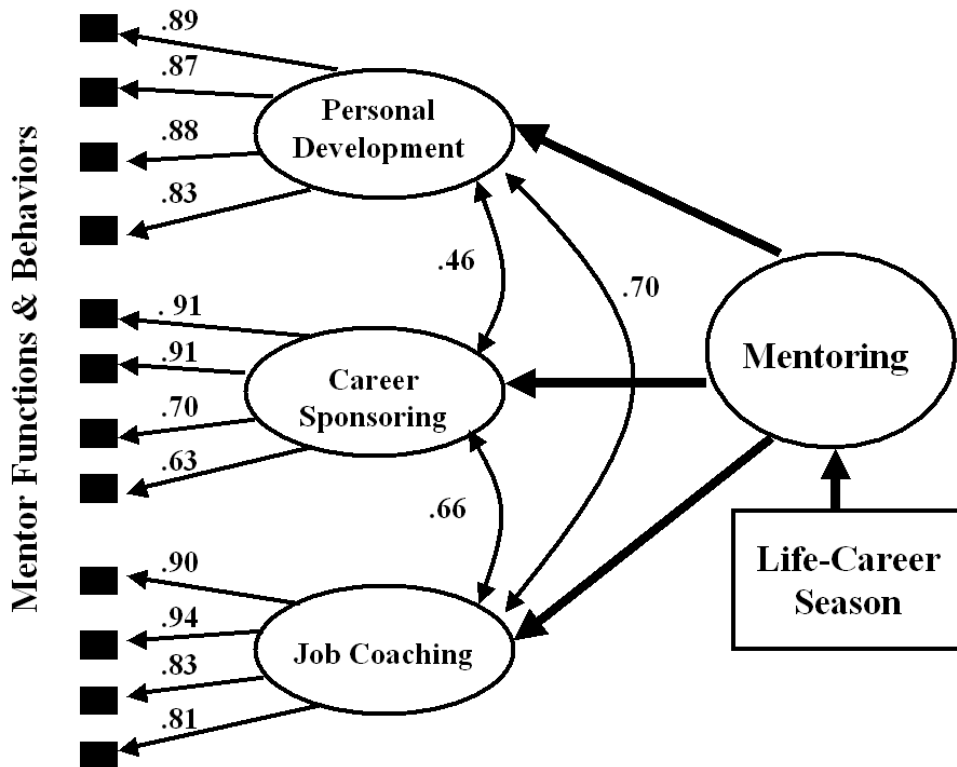 Mentor Functions & Behaviors
.89
.87
.88
.83
Personal
Development
.46
.70
. 91
.91
.70
.63
Career
Sponsoring
Mentoring
.66
Life-Career
Season
.90
.94
.83
.81
Job Coaching